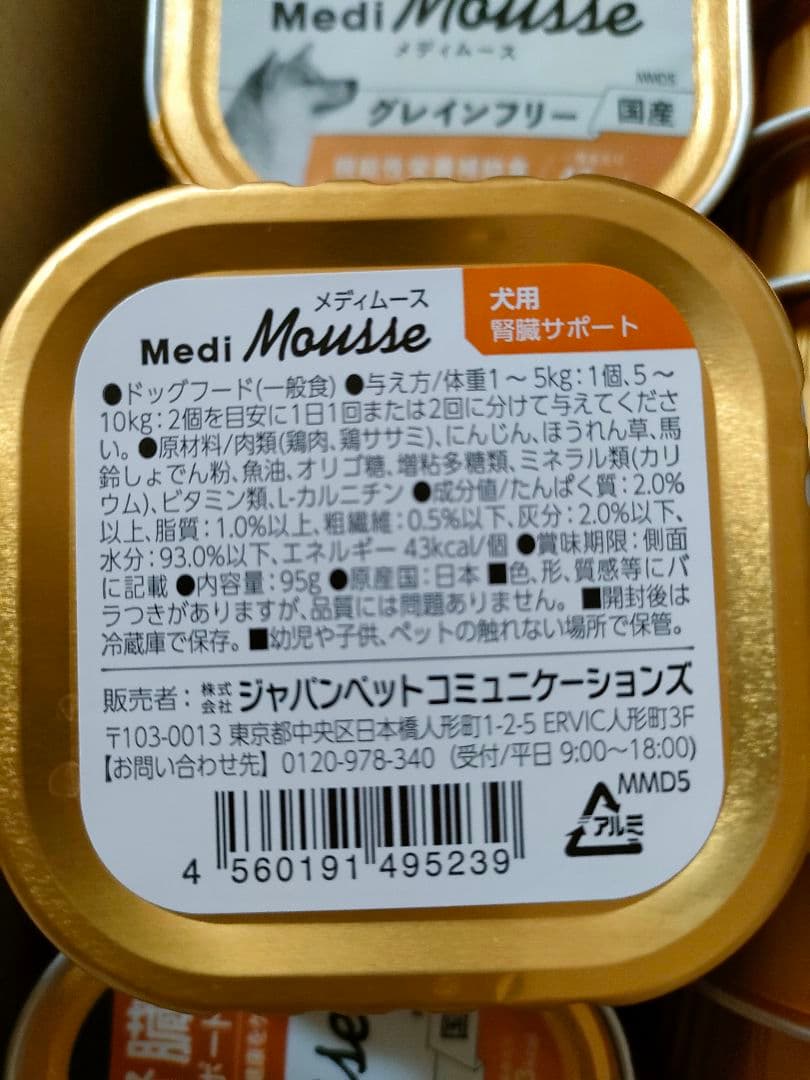 Medi Mousse
メディムース
MMD5
グレインフリー
国産
メディムース
Medi Mousse
犬用
腎臓サポート
●ドッグフード(一般食) ●与え方/体重1～5kg:1個、5～
10kg:2個を目安に1日1回または2回に分けて与えてくださ
い。●原材料/肉類(鶏肉、鶏ササミ)、にんじん、ほうれん草、馬
鈴しょでん粉、魚油、オリゴ糖、増粘多糖類、ミネラル類(カリ
ウム)、ビタミン類、L-カルニチン ●成分値/たんぱく質:2.0%
以上、脂質:1.0%以上、粗繊維:0.5%以下、灰分:2.0%以下、
水分:93.0%以下、エネルギー 43kcal/個 ●賞味期限:側面
に記載 ●内容量:95g ●原産国:日本 ■色、形、質感等にバ
ラつきがありますが、品質には問題ありません。 ■開封後は
冷蔵庫で保存。 ■幼児や子供、ペットの触れない場所で保管。
販売者:株式会社ジャパンペットコミュニケーションズ
〒103-0013 東京都中央区日本橋人形町1-2-5 ERVIC人形町3F
【お問い合わせ先】 0120-978-340 (受付/平日 9:00～18:00)
MMD5
アルミ
4 560191 495239
臓
ポート
sse
国